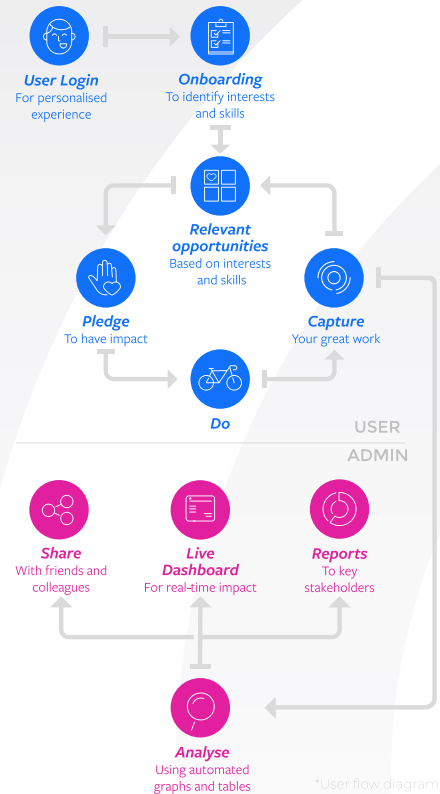 User Login
For personalised
experience
Onboarding
To identify interests
and skills
Relevant
opportunities
Based on interests
and skills
Pledge
To have impact
Capture
Your great work
Do
USER
ADMIN
Share
With friends and
colleagues
Live
Dashboard
For real-time impact
Reports
To key
stakeholders
Analyse
Using automated
graphs and tables
*User flow diagram